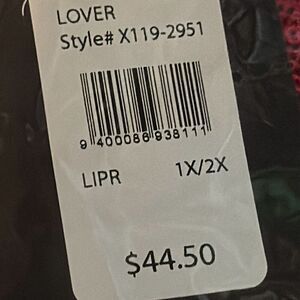 LOVER
Style# X119-2951
9 400086 938111
LIPR 1X/2X
$44.50